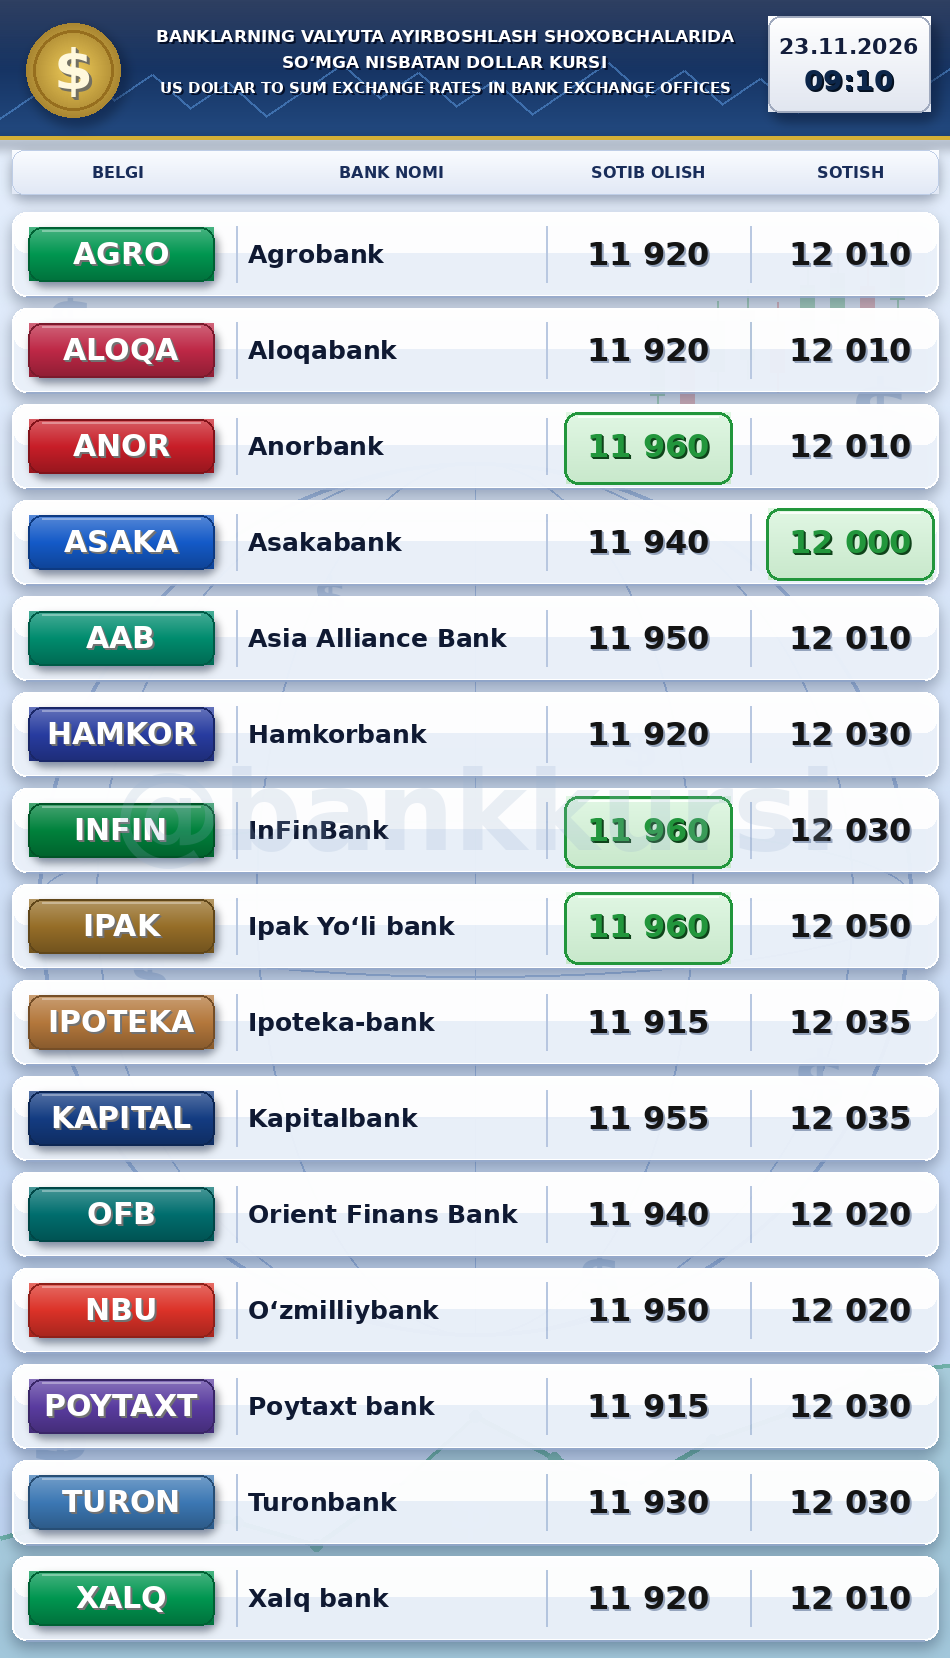 $
BANKLARNING VALYUTA AYIRBOSHLASH SHOXOBCHALARIDA
SO‘MGA NISBATAN DOLLAR KURSI
US DOLLAR TO SUM EXCHANGE RATES IN BANK EXCHANGE OFFICES
23.11.2026
09:10
BELGI BANK NOMI SOTIB OLISH SOTISH
AGRO Agrobank 11 920 12 010
ALOQA Aloqabank 11 920 12 010
ANOR Anorbank 11 960 12 010
ASAKA Asakabank 11 940 12 000
AAB Asia Alliance Bank 11 950 12 010
HAMKOR Hamkorbank 11 920 12 030
@bankkursi
INFIN InFinBank 11 960 12 030
IPAK Ipak Yo‘li bank 11 960 12 050
IPOTEKA Ipoteka-bank 11 915 12 035
KAPITAL Kapitalbank 11 955 12 035
OFB Orient Finans Bank 11 940 12 020
NBU O‘zmilliybank 11 950 12 020
POYTAXT Poytaxt bank 11 915 12 030
TURON Turonbank 11 930 12 030
XALQ Xalq bank 11 920 12 010